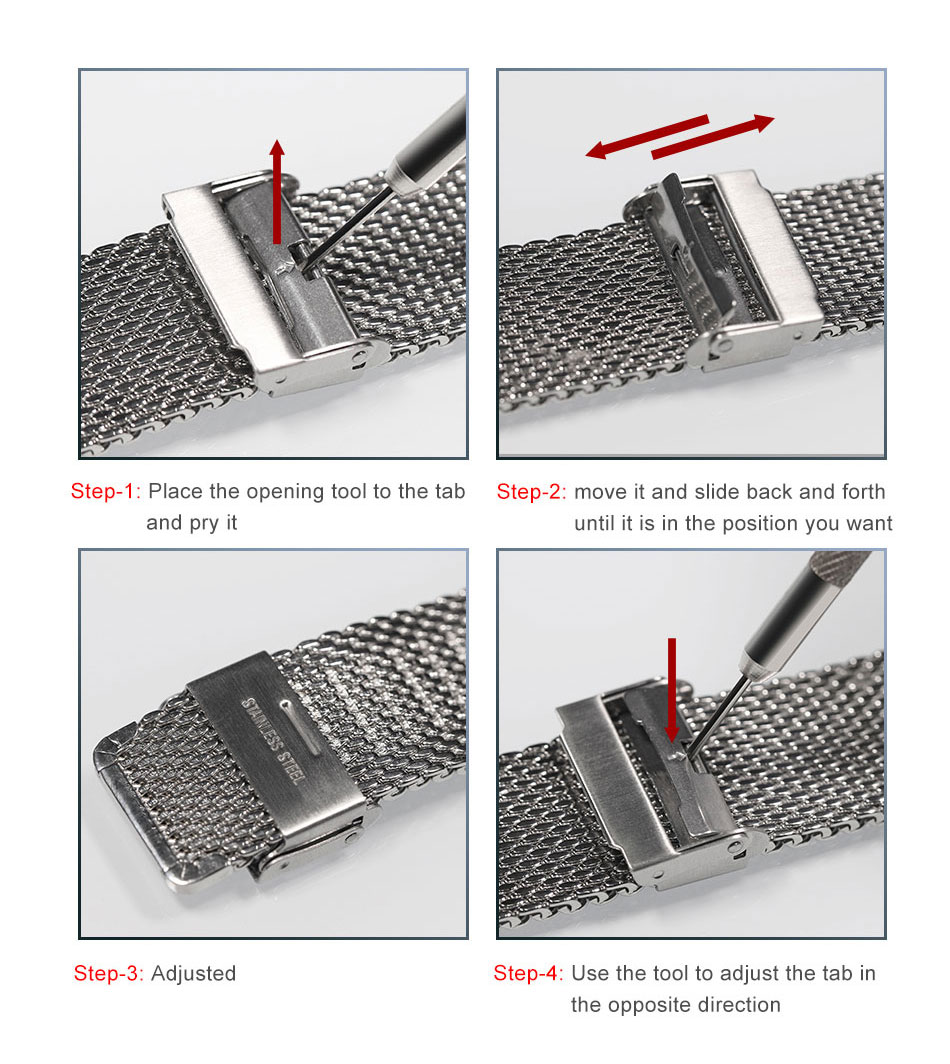 Step-1: Place the opening tool to the tab
and pry it
Step-2: move it and slide back and forth
until it is in the position you want
STAINLESS STEEL
Step-3: Adjusted
Step-4: Use the tool to adjust the tab in
the opposite direction